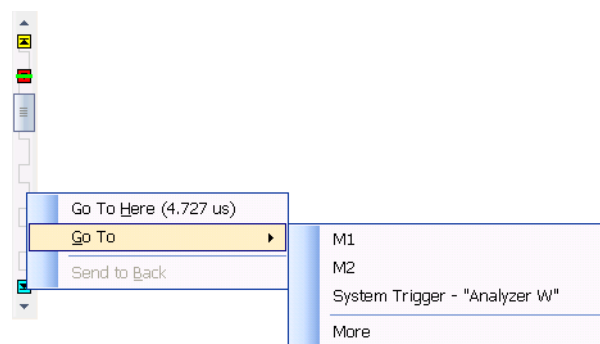 Go To Here (4.727 us)
Go To
Send to Back
M1
M2
System Trigger - "Analyzer W"
More